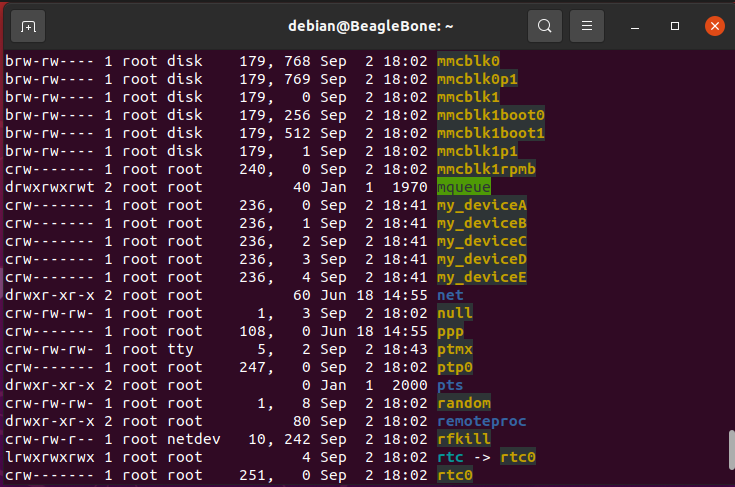 debian@BeagleBone: ~
brw-rw---- 1 root disk    179, 768 Sep  2 18:02 mmcblk0
brw-rw---- 1 root disk    179, 769 Sep  2 18:02 mmcblk0p1
brw-rw---- 1 root disk    179,   0 Sep  2 18:02 mmcblk1
brw-rw---- 1 root disk    179, 256 Sep  2 18:02 mmcblk1boot0
brw-rw---- 1 root disk    179, 512 Sep  2 18:02 mmcblk1boot1
brw-rw---- 1 root disk    179,   1 Sep  2 18:02 mmcblk1p1
crw------- 1 root root    240,   0 Sep  2 18:02 mmcblk1rpmb
drwxrwxrwt 2 root root          40 Jan  1  1970 mqueue
crw------- 1 root root    236,   0 Sep  2 18:41 my_deviceA
crw------- 1 root root    236,   1 Sep  2 18:41 my_deviceB
crw------- 1 root root    236,   2 Sep  2 18:41 my_deviceC
crw------- 1 root root    236,   3 Sep  2 18:41 my_deviceD
crw------- 1 root root    236,   4 Sep  2 18:41 my_deviceE
drwxr-xr-x 2 root root          60 Jun 18 14:55 net
crw-rw-rw- 1 root root      1,   3 Sep  2 18:02 null
crw------- 1 root root    108,   0 Jun 18 14:55 ppp
crw-rw-rw- 1 root tty       5,   2 Sep  2 18:43 ptmx
crw------- 1 root root    247,   0 Sep  2 18:02 ptp0
drwxr-xr-x 2 root root           0 Jan  1  2000 pts
crw-rw-rw- 1 root root      1,   8 Sep  2 18:02 random
drwxr-xr-x 2 root root          80 Sep  2 18:02 remoteproc
crw-rw-r-- 1 root netdev   10, 242 Sep  2 18:02 rfkill
lrwxrwxrwx 1 root root           4 Sep  2 18:02 rtc -> rtc0
crw------- 1 root root    251,   0 Sep  2 18:02 rtc0